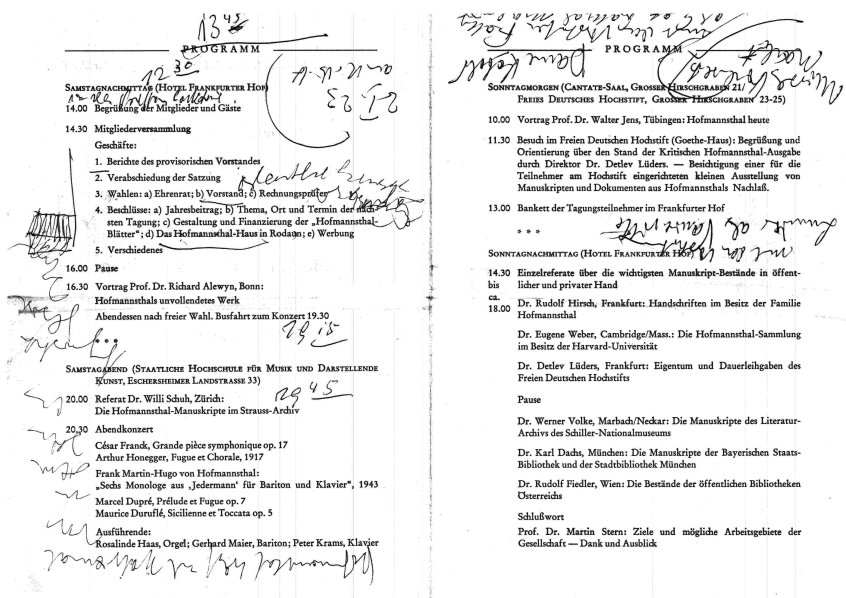 13 45
PROGRAMM
12 30
SAMSTAGNACHMITTAG (HOTEL FRANKFURTER HOF)
14.00 Begrüßung der Mitglieder und Gäste
14.30 Mitgliederversammlung
Geschäfte:
1. Berichte des provisorischen Vorstandes
2. Verabschiedung der Satzung
3. Wahlen: a) Ehrenrat; b) Vorstand; c) Rechnungsprüfer
4. Beschlüsse: a) Jahresbeitrag; b) Thema, Ort und Termin der näch-
sten Tagung; c) Gestaltung und Finanzierung der „Hofmannsthal-
Blätter“; d) Das Hofmannsthal-Haus in Rodaun; e) Werbung
5. Verschiedenes
16.00 Pause
16.30 Vortrag Prof. Dr. Richard Alewyn, Bonn:
Hofmannsthals unvollendetes Werk
Abendessen nach freier Wahl. Busfahrt zum Konzert 19.30
19 15
* * *
SAMSTAGABEND (STAATLICHE HOCHSCHULE FÜR MUSIK UND DARSTELLENDE
KUNST, ESCHERSHEIMER LANDSTRASSE 33)
19 45
20.00 Referat Dr. Willi Schuh, Zürich:
Die Hofmannsthal-Manuskripte im Strauss-Archiv
20.30 Abendkonzert
César Franck, Grande pièce symphonique op. 17
Arthur Honegger, Fugue et Chorale, 1917
Frank Martin-Hugo von Hofmannsthal:
„Sechs Monologe aus ‚Jedermann‘ für Bariton und Klavier“, 1943
Marcel Dupré, Prélude et Fugue op. 7
Maurice Duruflé, Sicilienne et Toccata op. 5
Ausführende:
Rosalinde Haas, Orgel; Gerhard Maier, Bariton; Peter Krams, Klavier
PROGRAMM
SONNTAGMORGEN (CANTATE-SAAL, GROSSER HIRSCHGRABEN 21/
FREIES DEUTSCHES HOCHSTIFT, GROSSER HIRSCHGRABEN 23-25)
10.00 Vortrag Prof. Dr. Walter Jens, Tübingen: Hofmannsthal heute
11.30 Besuch im Freien Deutschen Hochstift (Goethe-Haus): Begrüßung und
Orientierung über den Stand der Kritischen Hofmannsthal-Ausgabe
durch Direktor Dr. Detlev Lüders. — Besichtigung einer für die
Teilnehmer am Hochstift eingerichteten kleinen Ausstellung von
Manuskripten und Dokumenten aus Hofmannsthals Nachlaß.
13.00 Bankett der Tagungsteilnehmer im Frankfurter Hof
* * *
SONNTAGNACHMITTAG (HOTEL FRANKFURTER HOF)
14.30 Einzelreferate über die wichtigsten Manuskript-Bestände in öffent-
bis licher und privater Hand
ca.
18.00 Dr. Rudolf Hirsch, Frankfurt: Handschriften im Besitz der Familie
Hofmannsthal
Dr. Eugene Weber, Cambridge/Mass.: Die Hofmannsthal-Sammlung
im Besitz der Harvard-Universität
Dr. Detlev Lüders, Frankfurt: Eigentum und Dauerleihgaben des
Freien Deutschen Hochstifts
Pause
Dr. Werner Volke, Marbach/Neckar: Die Manuskripte des Literatur-
Archivs des Schiller-Nationalmuseums
Dr. Karl Dachs, München: Die Manuskripte der Bayerischen Staats-
Bibliothek und der Stadtbibliothek München
Dr. Rudolf Fiedler, Wien: Die Bestände der öffentlichen Bibliotheken
Österreichs
Schlußwort
Prof. Dr. Martin Stern: Ziele und mögliche Arbeitsgebiete der
Gesellschaft — Dank und Ausblick